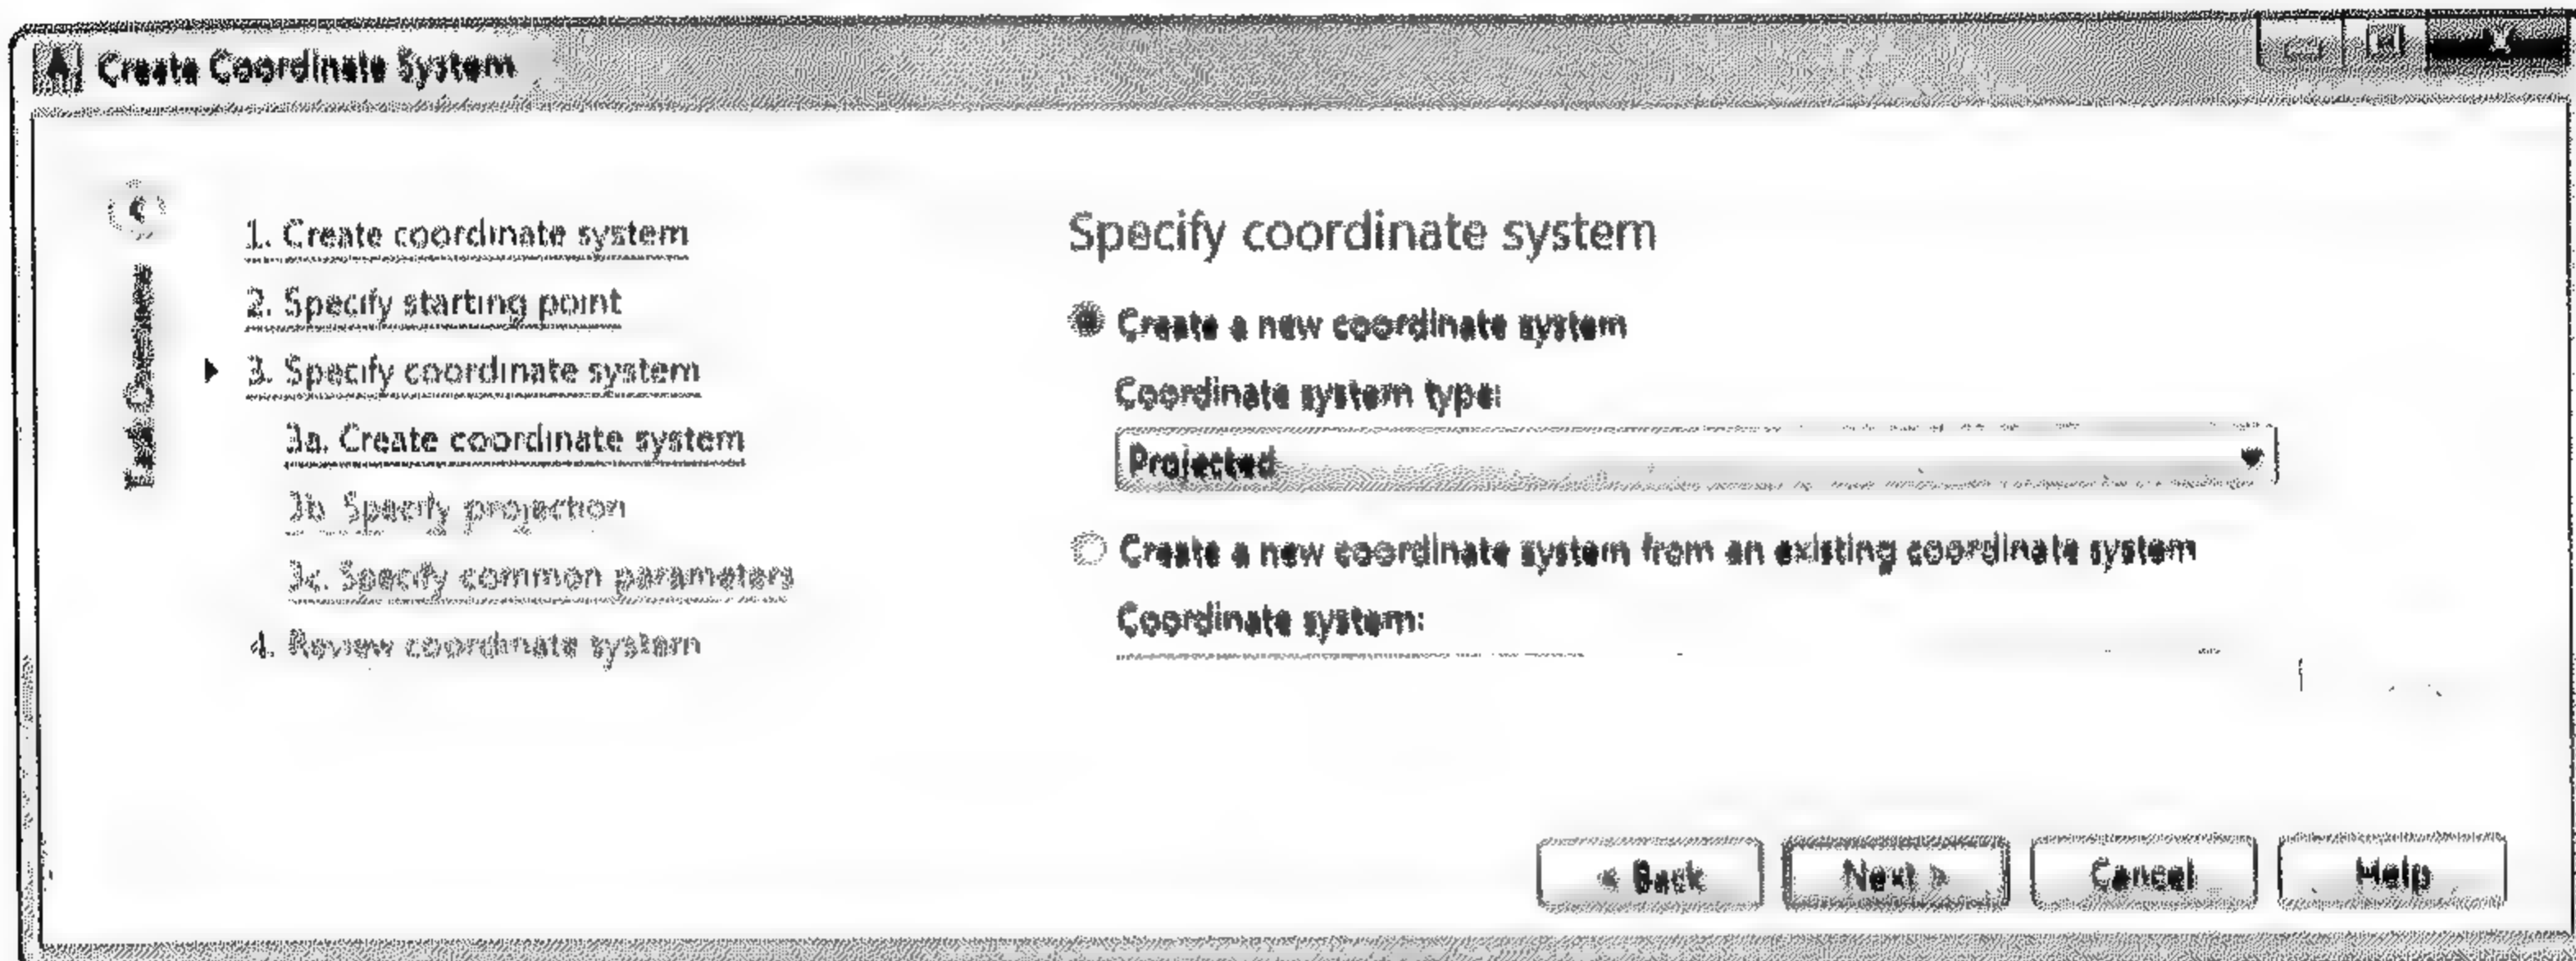 Create Coordinate System
1. Create coordinate system
2. Specify starting point
3. Specify coordinate system
3a. Create coordinate system
3b. Specify projection
3c. Specify common parameters
4. Review coordinate system
Specify coordinate system
Create a new coordinate system
Coordinate system type:
Projected
Create a new coordinate system from an existing coordinate system
Coordinate system:
Back
Next
Cancel
Help